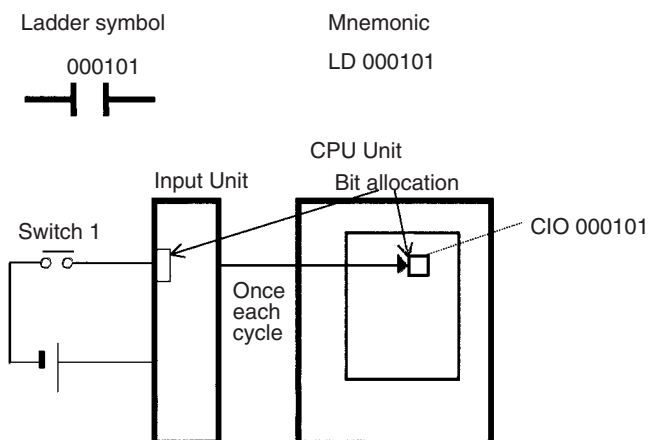 Ladder symbol
Mnemonic
000101
LD 000101
CPU Unit
Input Unit
Bit allocation
Switch 1
CIO 000101
Once
each
cycle